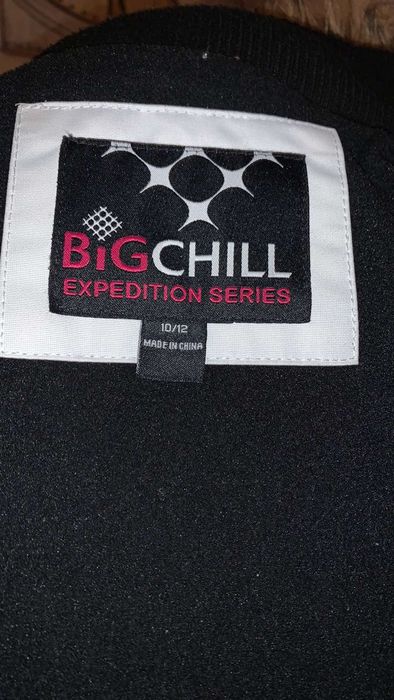 BiGCHILL
EXPEDITION SERIES
10/12
MADE IN CHINA